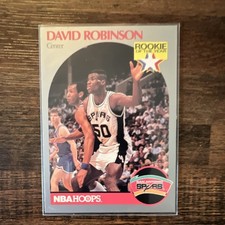 DAVID ROBINSON
Center
ROOKIE
OF THE YEAR
SPURS
50
SPURS
NBA HOOPS